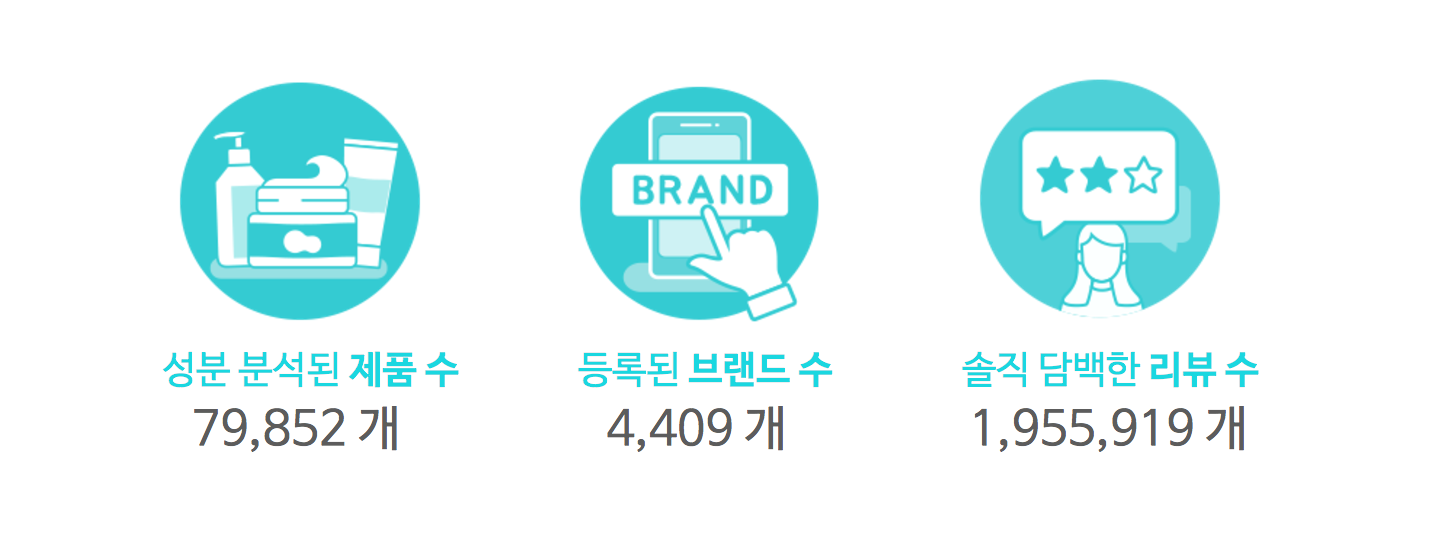 BRAND
성분 분석된 제품 수
79,852 개
등록된 브랜드 수
4,409 개
솔직 담백한 리뷰 수
1,955,919 개